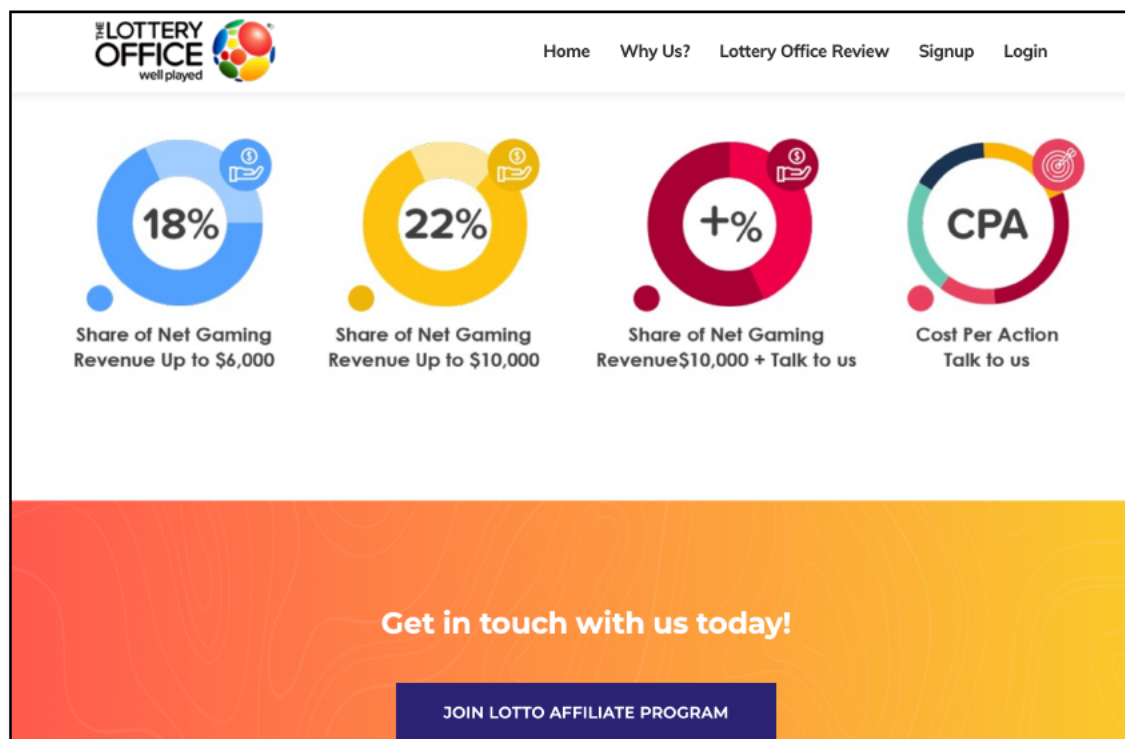 THE LOTTERY
OFFICE
well played
Home Why Us? Lottery Office Review Signup Login
18%
22%
+%
CPA
Share of Net Gaming
Revenue Up to $6,000
Share of Net Gaming
Revenue Up to $10,000
Share of Net Gaming
Revenue$10,000 + Talk to us
Cost Per Action
Talk to us
Get in touch with us today!
JOIN LOTTO AFFILIATE PROGRAM